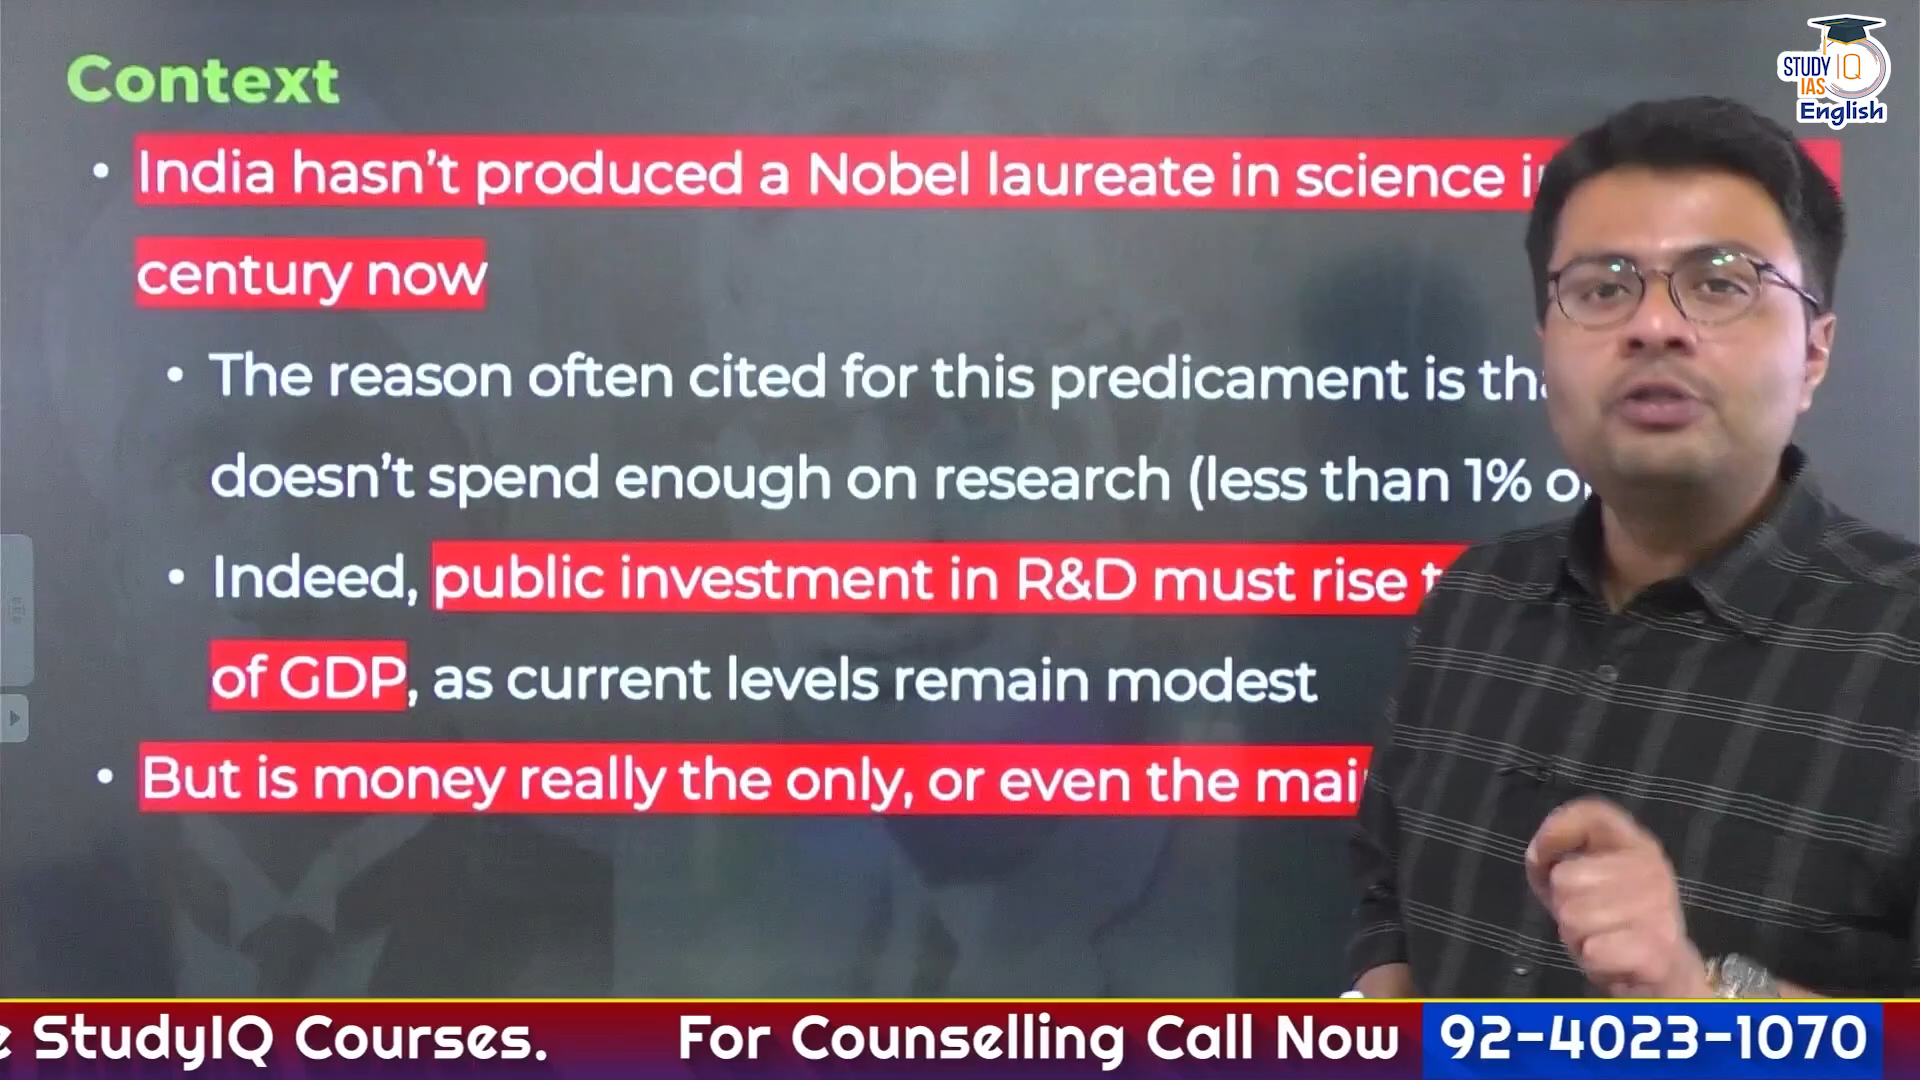 Context
STUDY IQ
IAS
English
• India hasn't produced a Nobel laureate in science
century now
• The reason often cited for this predicament is
doesn't spend enough on research (less than 1%
• Indeed, public investment in R&D must rise
of GDP, as current levels remain modest
• But is money really the only, or even the
StudyIQ Courses. For Counselling Call Now 92-4023-1070